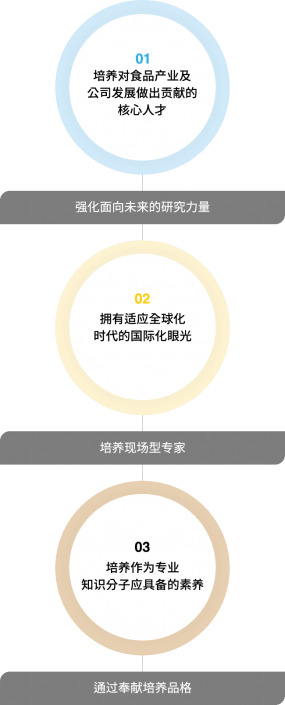 01
培养对食品产业及
公司发展做出贡献的
核心人才
强化面向未来的研究力量
02
拥有适应全球化
时代的国际化眼光
培养现场型专家
03
培养作为专业
知识分子应具备的素养
通过奉献培养品格